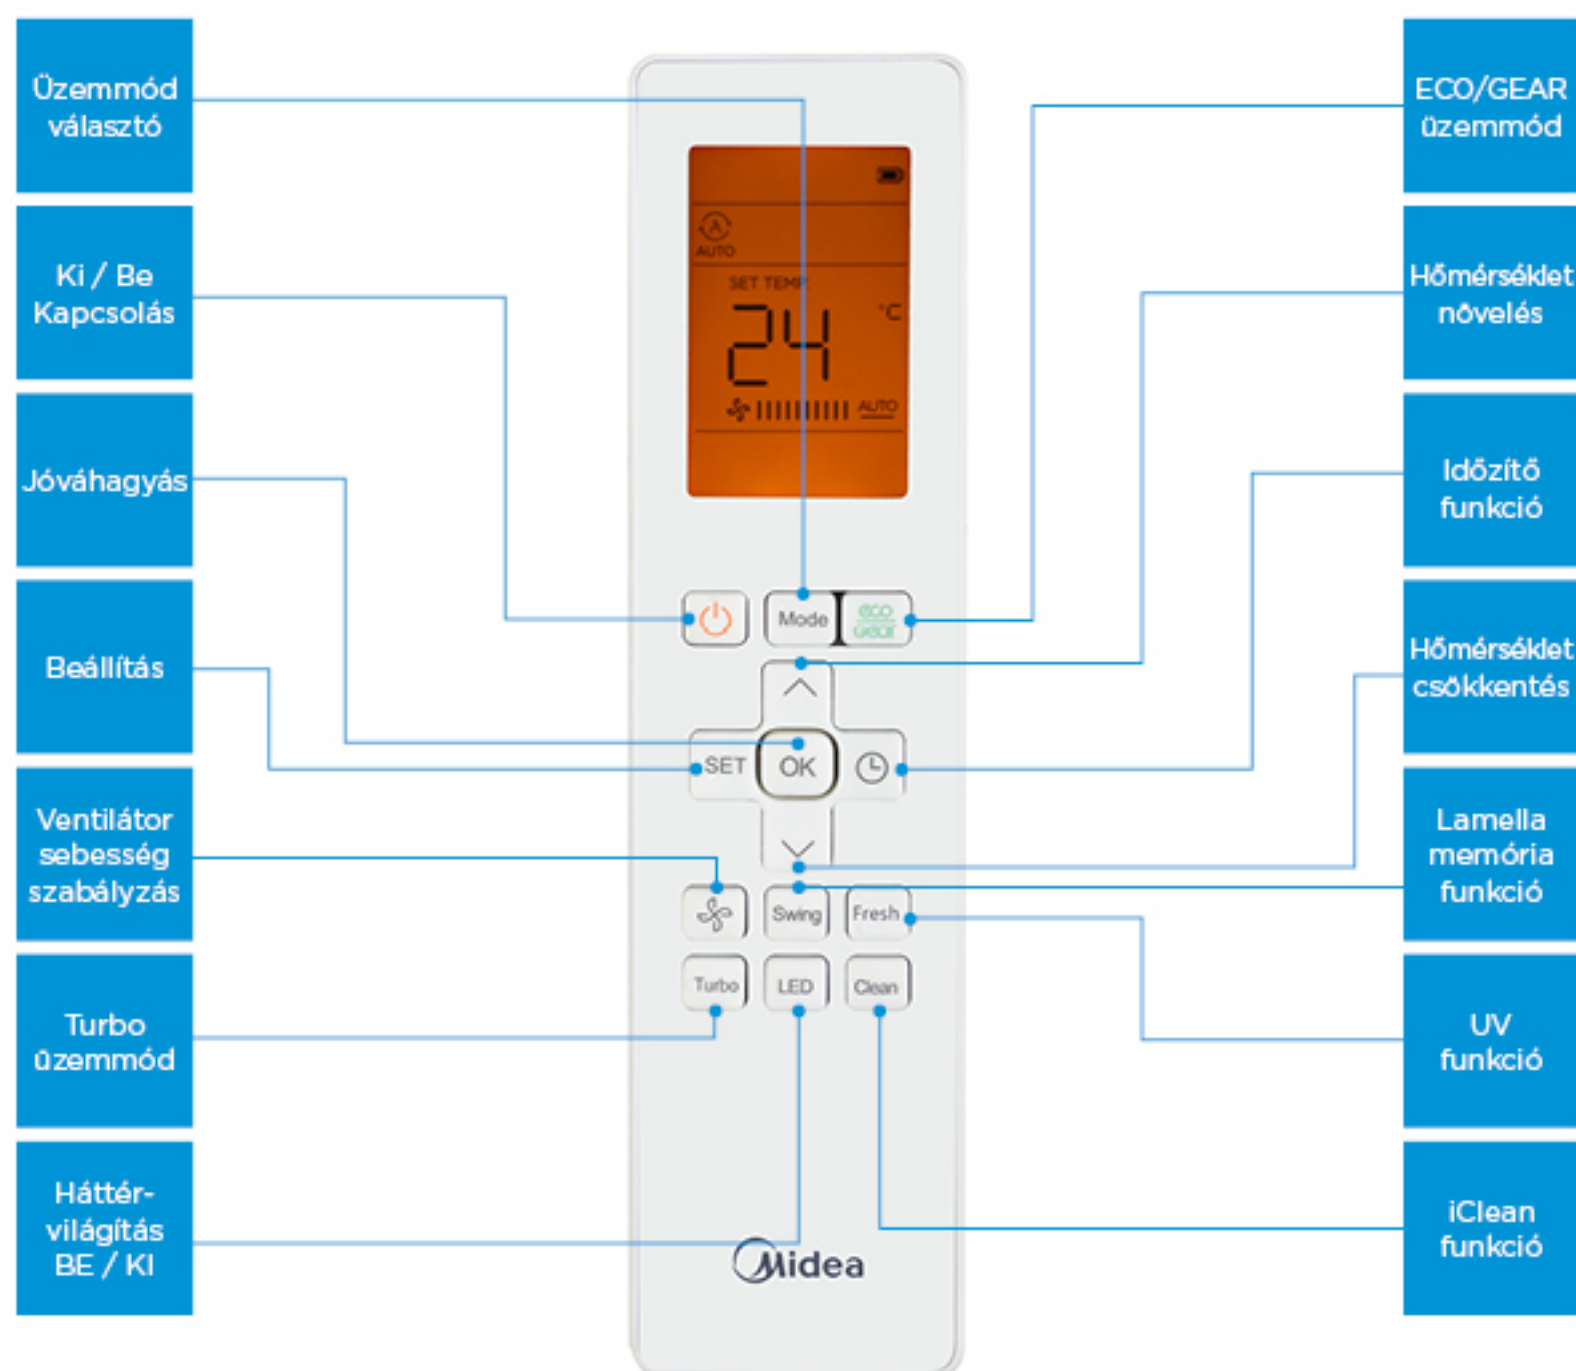 Üzemmód
választó
Ki / Be
Kapcsolás
Jóváhagyás
Beállítás
Ventilátor
sebesség
szabályzás
Turbo
üzemmód
Háttér-
világítás
BE / KI
AUTO
SET TEMP.
24 °C
AUTO
Mode
eco
GEAR
SET
OK
Swing
Fresh
Turbo
LED
Clean
Midea
ECO/GEAR
üzemmód
Hőmérséklet
növelés
Időzítő
funkció
Hőmérséklet
csökkentés
Lamella
memória
funkció
UV
funkció
iClean
funkció